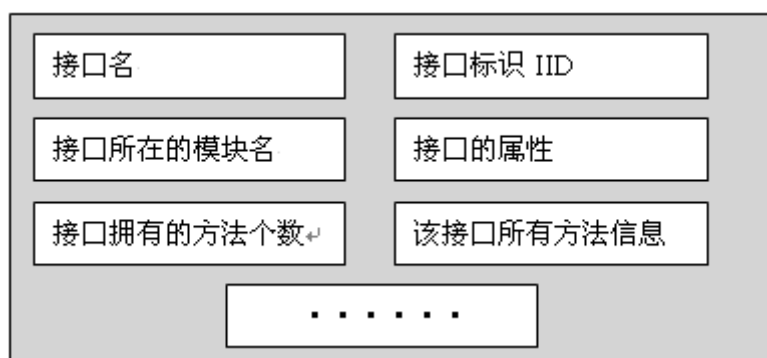 接口名
接口标识 IID
接口所在的模块名
接口的属性
接口拥有的方法个数↵
该接口所有方法信息
······